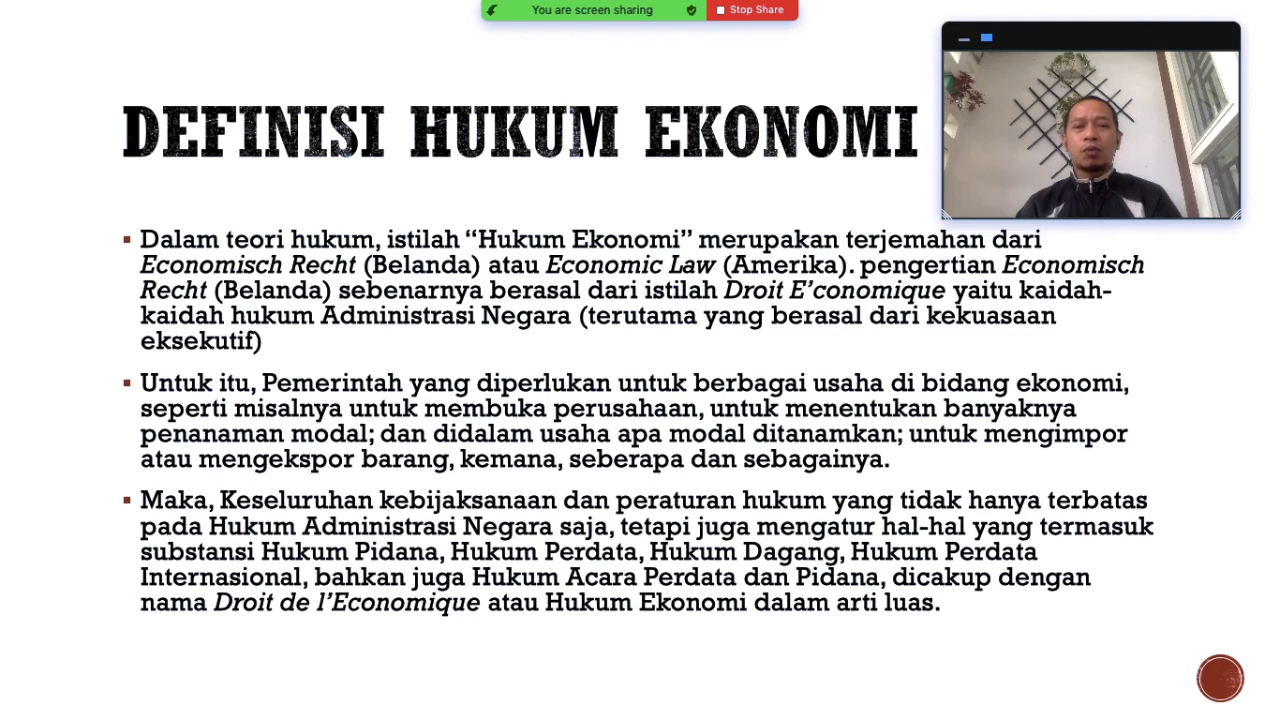 You are screen sharing
Stop Share
DEFINISI HUKUM EKONOMI
Dalam teori hukum, istilah “Hukum Ekonomi” merupakan terjemahan dari
Economisch Recht (Belanda) atau Economic Law (Amerika). pengertian Economisch
Recht (Belanda) sebenarnya berasal dari istilah Droit E’conomique yaitu kaidah-
kaidah hukum Administrasi Negara (terutama yang berasal dari kekuasaan
eksekutif)
Untuk itu, Pemerintah yang diperlukan untuk berbagai usaha di bidang ekonomi,
seperti misalnya untuk membuka perusahaan, untuk menentukan banyaknya
penanaman modal; dan didalam usaha apa modal ditanamkan; untuk mengimpor
atau mengekspor barang, kemana, seberapa dan sebagainya.
Maka, Keseluruhan kebijaksanaan dan peraturan hukum yang tidak hanya terbatas
pada Hukum Administrasi Negara saja, tetapi juga mengatur hal-hal yang termasuk
substansi Hukum Pidana, Hukum Perdata, Hukum Dagang, Hukum Perdata
Internasional, bahkan juga Hukum Acara Perdata dan Pidana, dicakup dengan
nama Droit de l’Economique atau Hukum Ekonomi dalam arti luas.